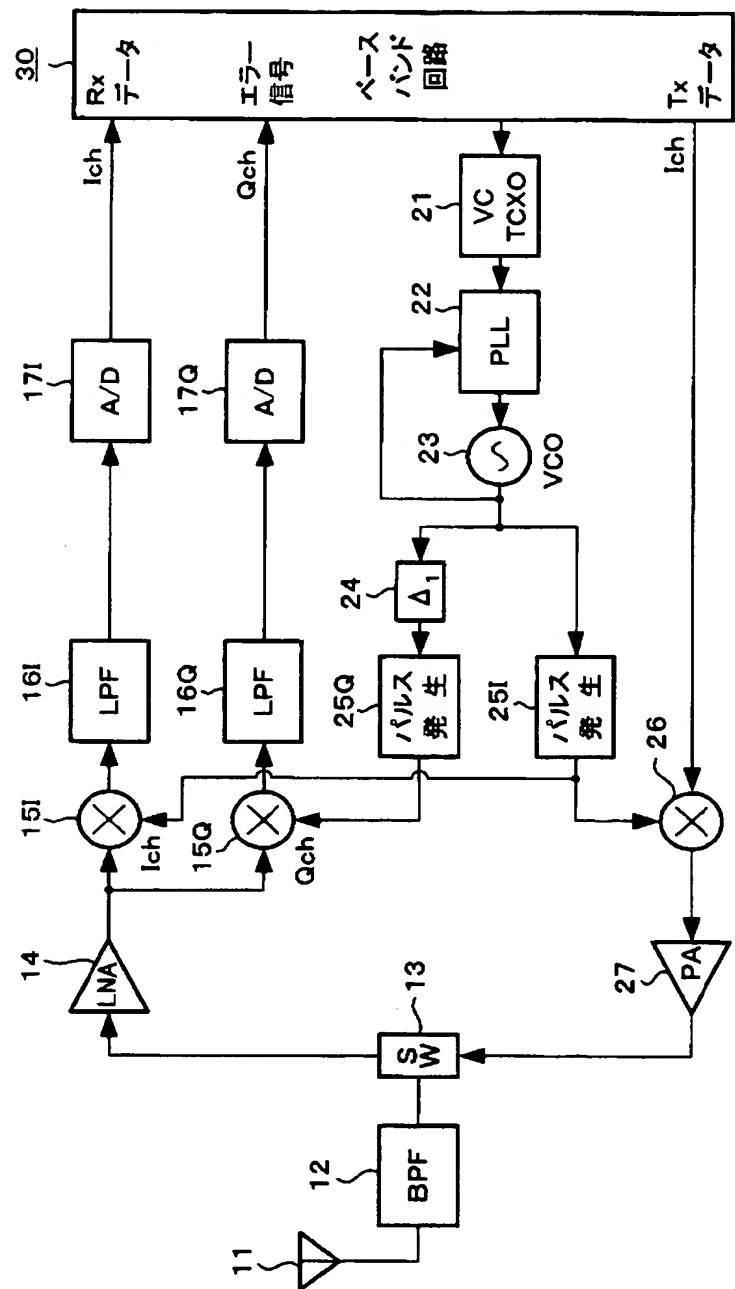 30
Rx
データ
エラー
信号
ベース
バンド
回路
Tx
データ
Ich
Qch
Ich
17I
A/D
17Q
A/D
21
VC
TCXO
22
PLL
23
VCO
24
Δ1
16I
LPF
16Q
LPF
25Q
パルス
発 生
25I
パルス
発 生
15I
Ich
15Q
Qch
26
14
LNA
27
PA
13
SW
12
BPF
11